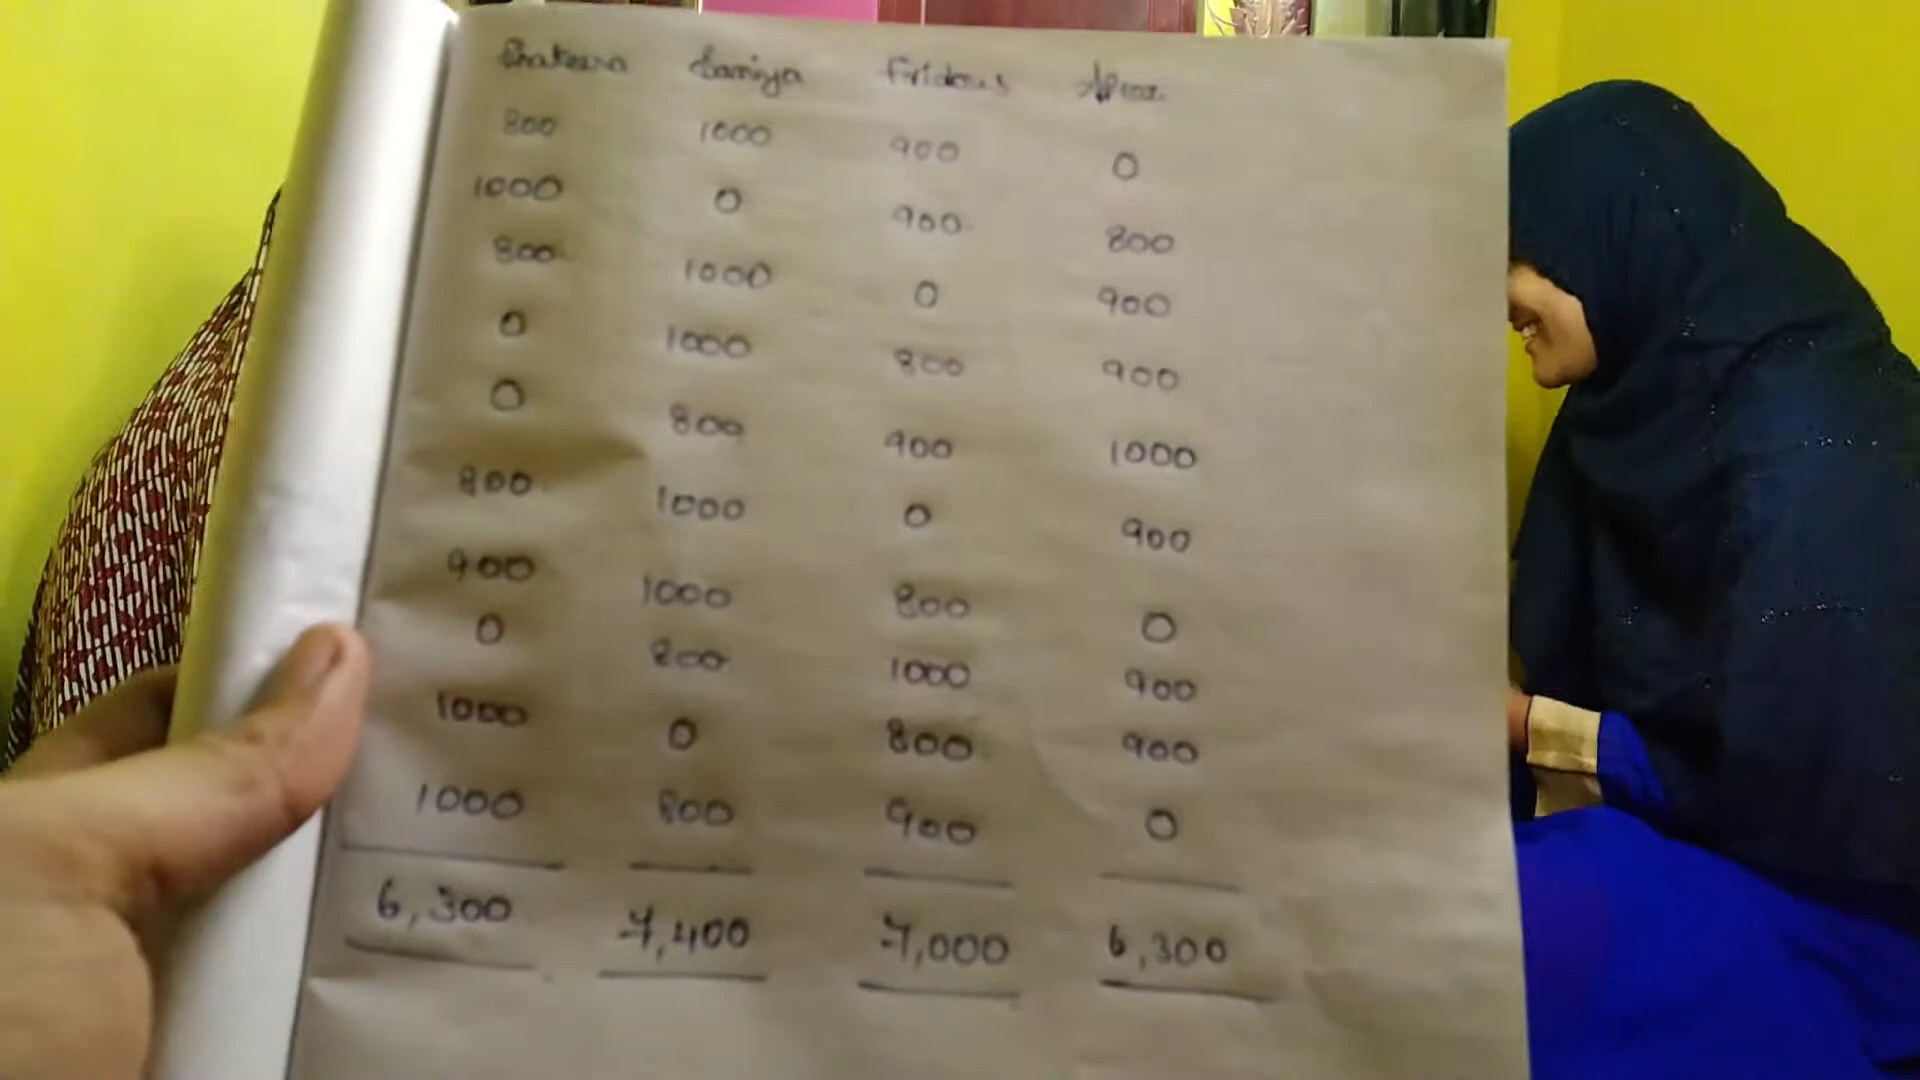 Shakeera Samiya Firdous Afroz
800 1000 900 0
1000 0 900 800
800 1000 0 900
0 1000 800 900
0 800 900 1000
800 1000 0 900
900 1000 800 0
0 800 1000 900
1000 0 800 900
1000 800 900 0
6,300 7,400 7,000 6,300